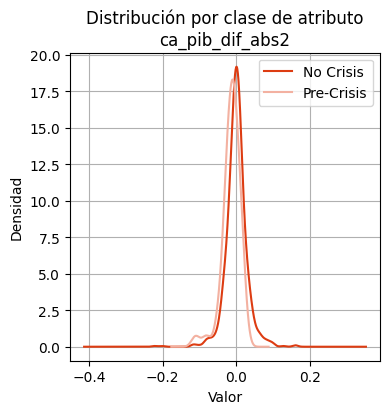 Distribución por clase de atributo
ca_pib_dif_abs2
No Crisis
Pre-Crisis
Densidad
20.0
17.5
15.0
12.5
10.0
7.5
5.0
2.5
0.0
−0.4
−0.2
0.0
0.2
Valor